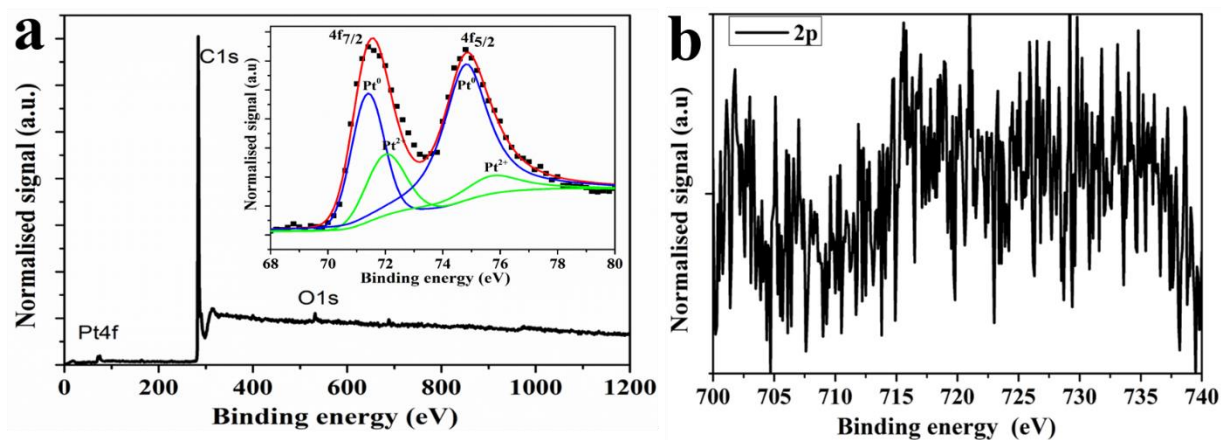 a
C1s
O1s
Pt4f
Normalised signal (a.u.)
0 200 400 600 800 1000 1200
Binding energy (eV)
4f7/2
4f5/2
Pt0
Pt2
Pt0
Pt2+
Normalised signal (a.u)
68 70 72 74 76 78 80
Binding energy (eV)
b
2p
Normalised signal (a.u)
700 705 710 715 720 725 730 735 740
Binding energy (eV)